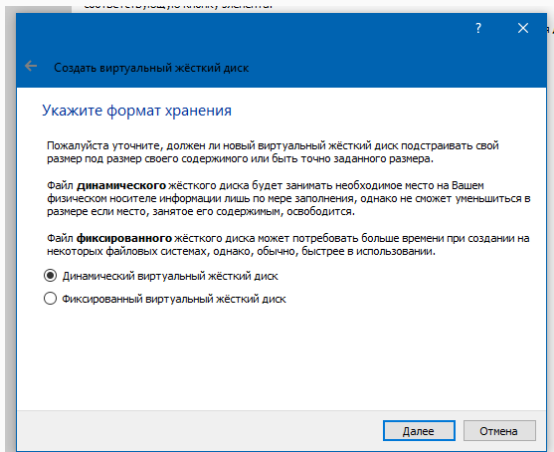 соответствующую кнопку элемента.
?
Создать виртуальный жёсткий диск
Укажите формат хранения
Пожалуйста уточните, должен ли новый виртуальный жёсткий диск подстраивать свой
размер под размер своего содержимого или быть точно заданного размера.
Файл динамического жёсткого диска будет занимать необходимое место на Вашем
физическом носителе информации лишь по мере заполнения, однако не сможет уменьшиться в
размере если место, занятое его содержимым, освободится.
Файл фиксированного жёсткого диска может потребовать больше времени при создании на
некоторых файловых системах, однако, обычно, быстрее в использовании.
Динамический виртуальный жёсткий диск
Фиксированный виртуальный жёсткий диск
Далее Отмена